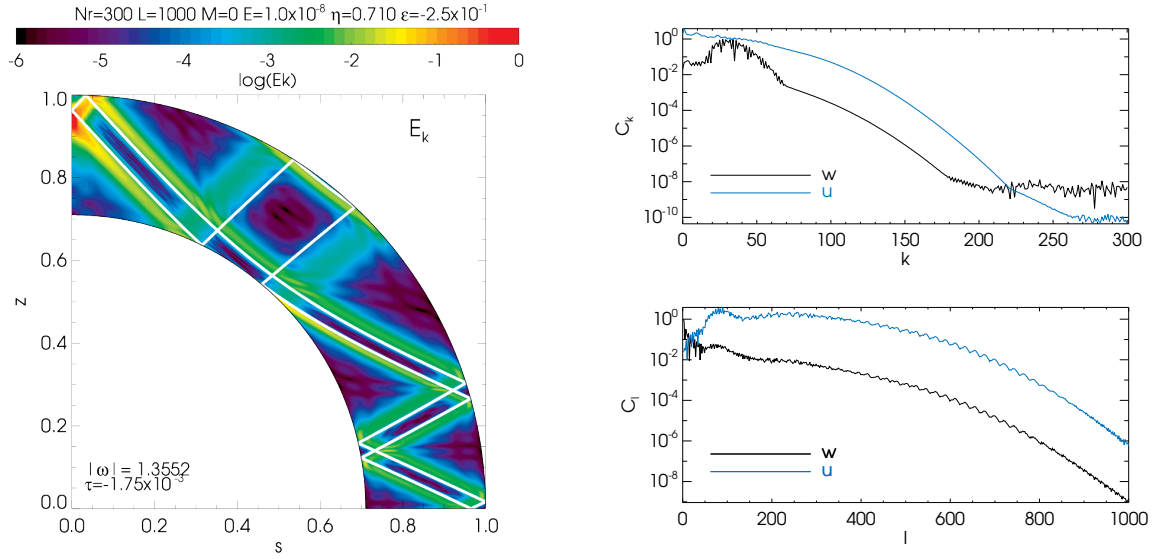 Nr=300 L=1000 M=0 E=1.0x10⁻⁸ η=0.710 ε=-2.5x10⁻¹
-6 -5 -4 -3 -2 -1 0
log(Ek)
E_k
1.0
0.8
0.6
0.4
0.2
0.0
z
|ω| = 1.3552
τ=-1.75x10⁻³
0.0 0.2 0.4 0.6 0.8 1.0
s
10⁰
10⁻²
10⁻⁴
10⁻⁶
10⁻⁸
10⁻¹⁰
C_k
w
u
0 50 100 150 200 250 300
k
10⁰
10⁻²
10⁻⁴
10⁻⁶
10⁻⁸
C_l
w
u
0 200 400 600 800 1000
l